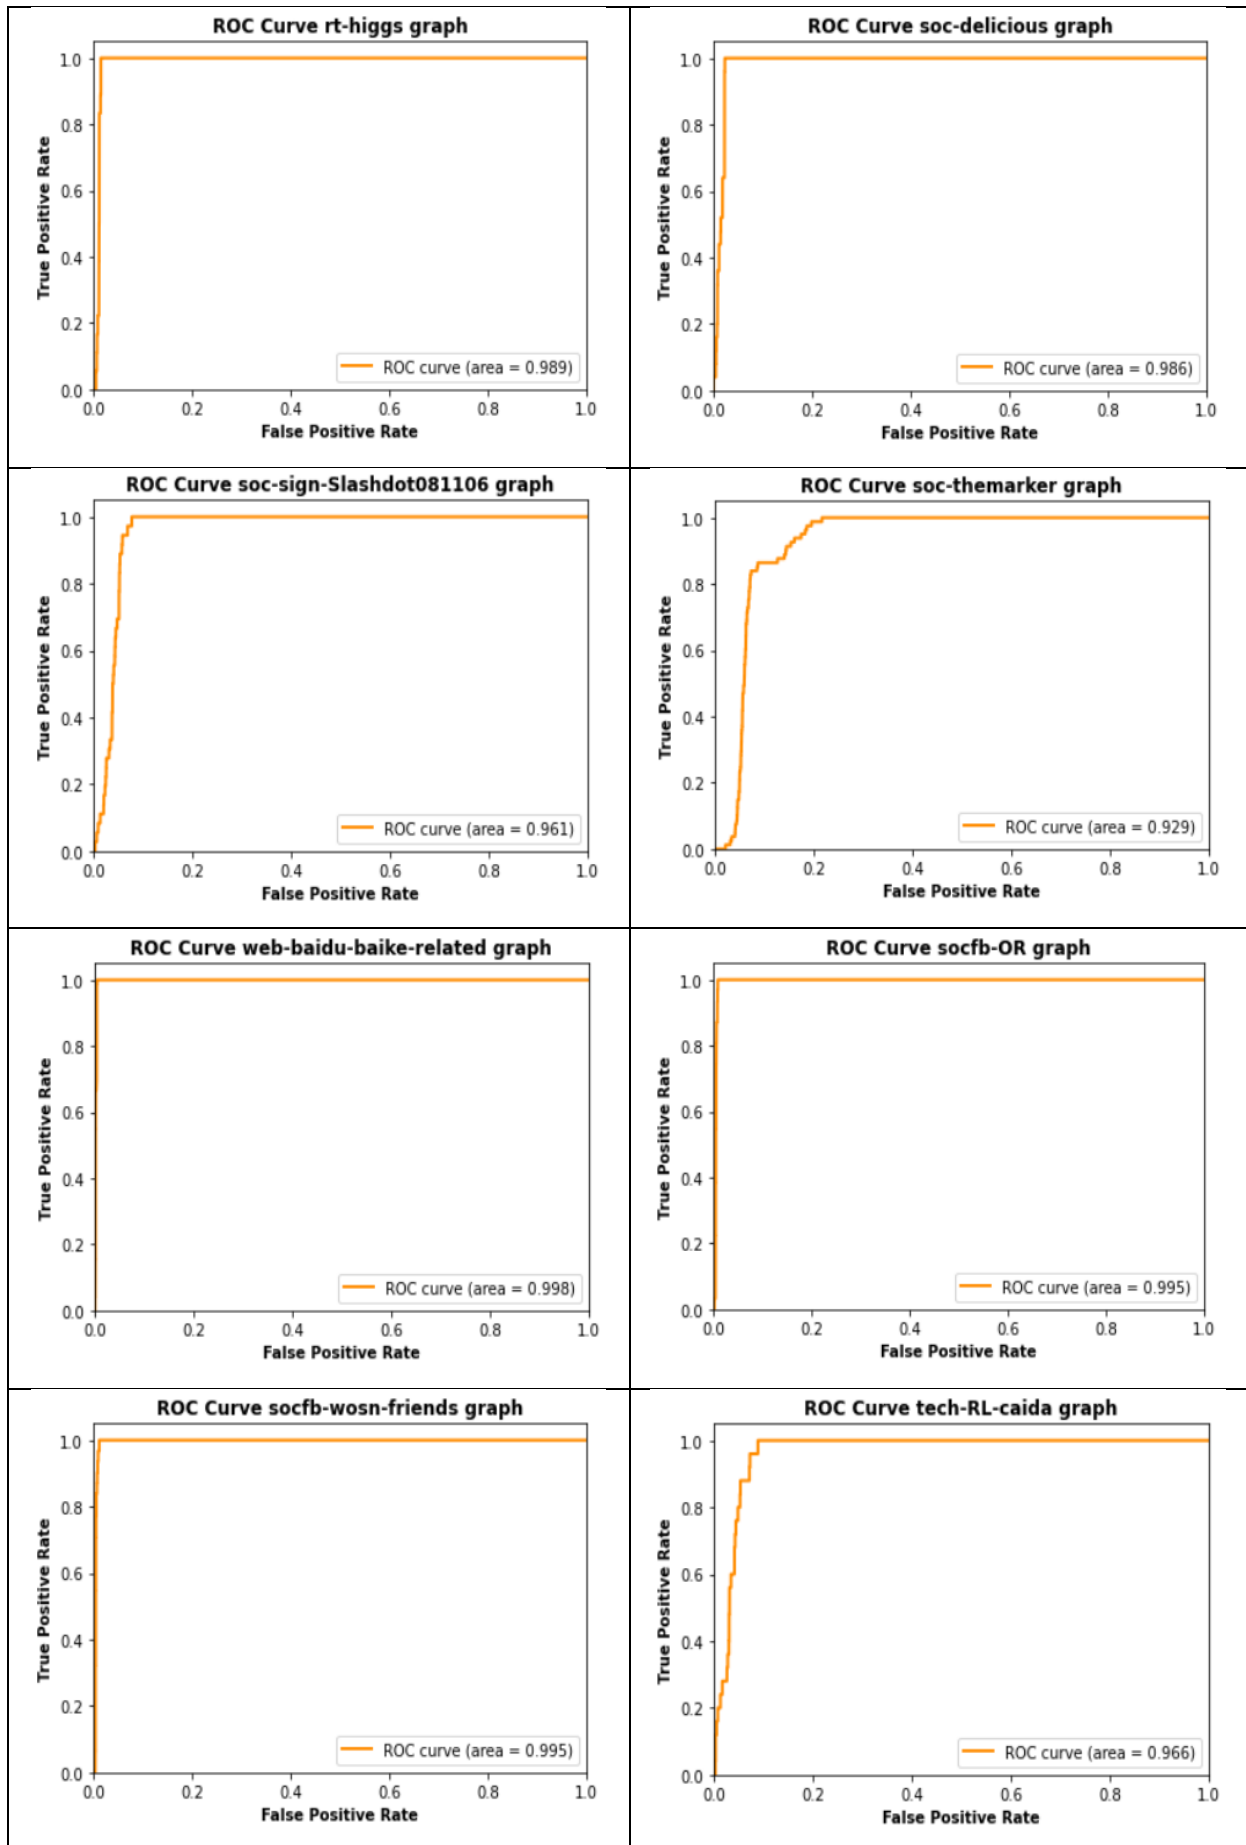 ROC Curve rt-higgs graph
True Positive Rate
1.0
0.8
0.6
0.4
0.2
0.0
ROC curve (area = 0.989)
0.0 0.2 0.4 0.6 0.8 1.0
False Positive Rate
ROC Curve soc-delicious graph
True Positive Rate
1.0
0.8
0.6
0.4
0.2
0.0
ROC curve (area = 0.986)
0.0 0.2 0.4 0.6 0.8 1.0
False Positive Rate
ROC Curve soc-sign-Slashdot081106 graph
True Positive Rate
1.0
0.8
0.6
0.4
0.2
0.0
ROC curve (area = 0.961)
0.0 0.2 0.4 0.6 0.8 1.0
False Positive Rate
ROC Curve soc-themarker graph
True Positive Rate
1.0
0.8
0.6
0.4
0.2
0.0
ROC curve (area = 0.929)
0.0 0.2 0.4 0.6 0.8 1.0
False Positive Rate
ROC Curve web-baidu-baike-related graph
True Positive Rate
1.0
0.8
0.6
0.4
0.2
0.0
ROC curve (area = 0.998)
0.0 0.2 0.4 0.6 0.8 1.0
False Positive Rate
ROC Curve socfb-OR graph
True Positive Rate
1.0
0.8
0.6
0.4
0.2
0.0
ROC curve (area = 0.995)
0.0 0.2 0.4 0.6 0.8 1.0
False Positive Rate
ROC Curve socfb-wosn-friends graph
True Positive Rate
1.0
0.8
0.6
0.4
0.2
0.0
ROC curve (area = 0.995)
0.0 0.2 0.4 0.6 0.8 1.0
False Positive Rate
ROC Curve tech-RL-caida graph
True Positive Rate
1.0
0.8
0.6
0.4
0.2
0.0
ROC curve (area = 0.966)
0.0 0.2 0.4 0.6 0.8 1.0
False Positive Rate